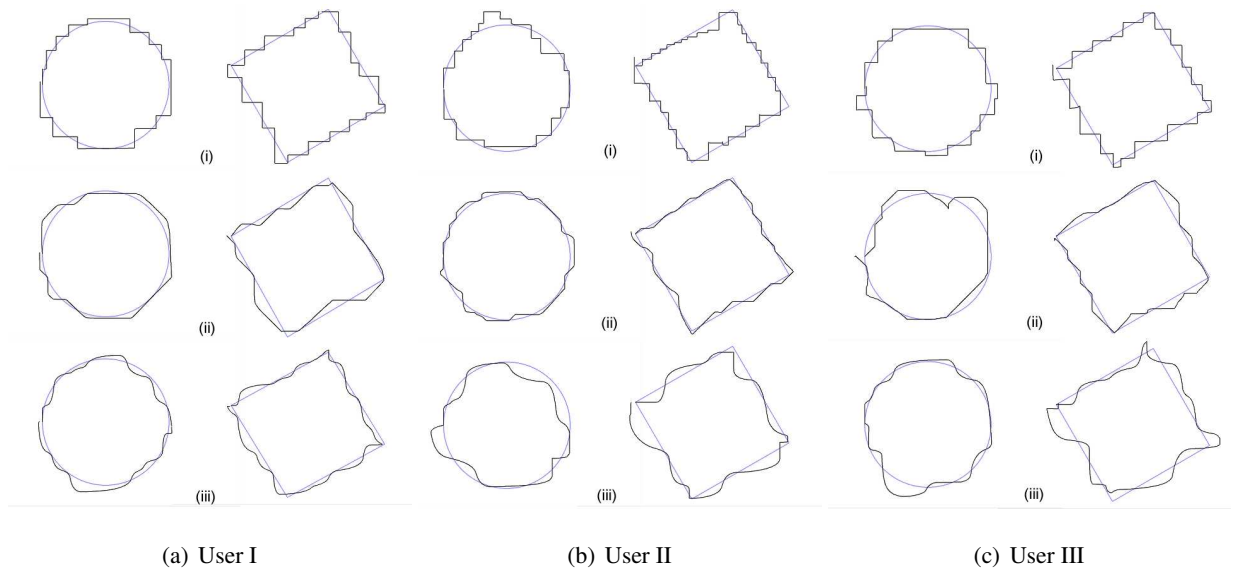 (i)
(i)
(i)
(ii)
(ii)
(ii)
(iii)
(iii)
(iii)
(a) User I
(b) User II
(c) User III